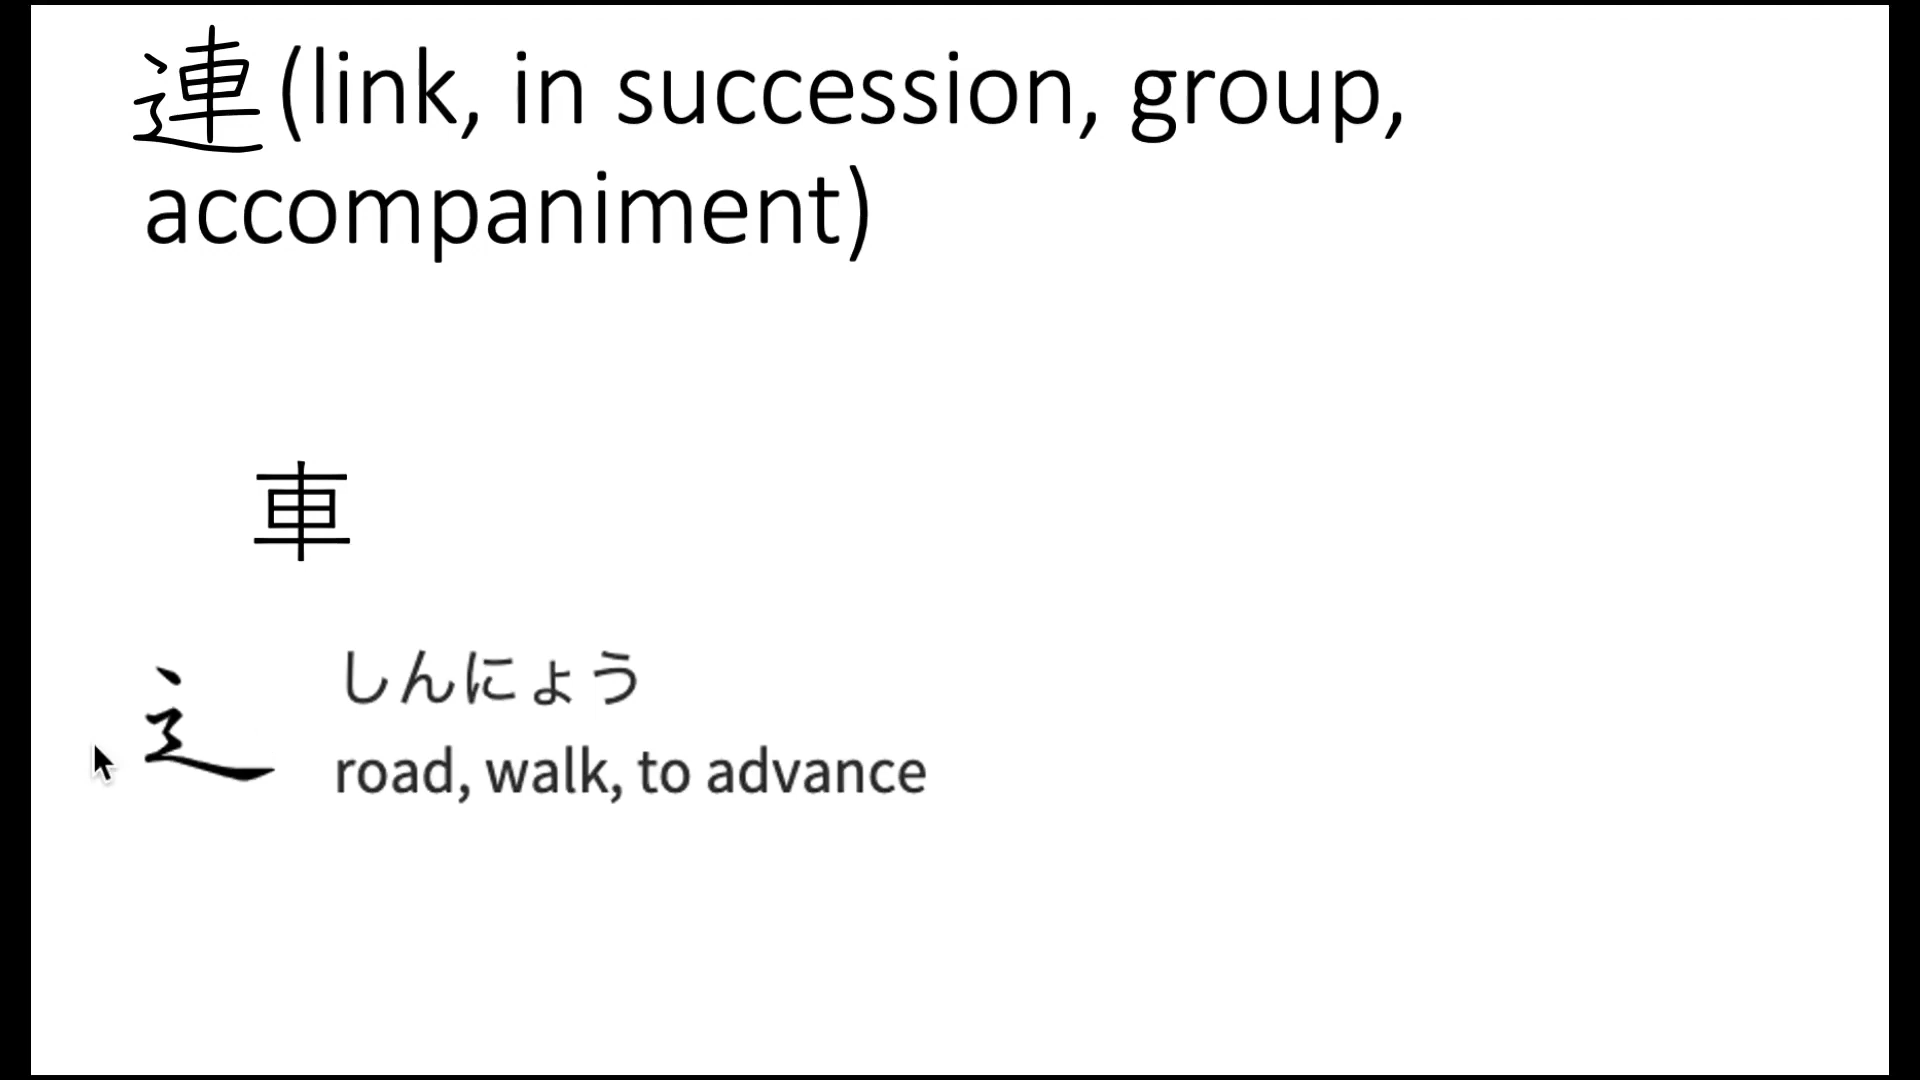 連(link, in succession, group,
accompaniment)
車
⻌ しんにょう
road, walk, to advance